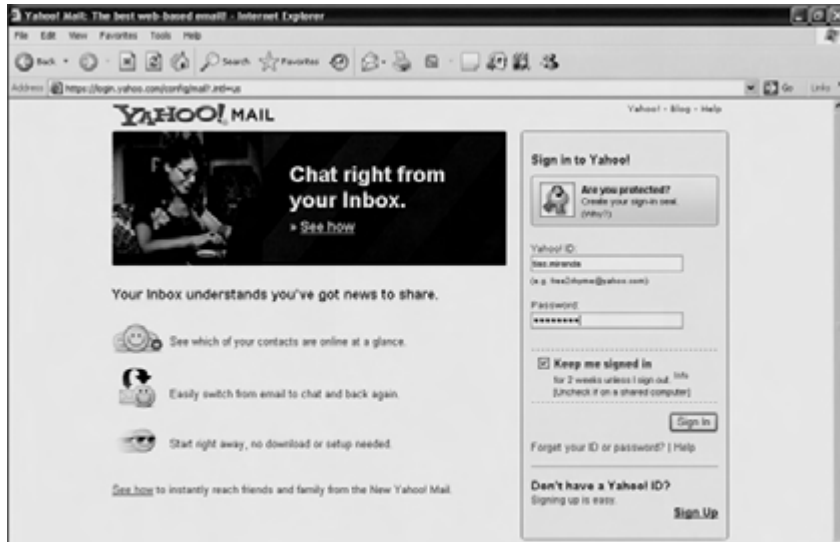 Yahoo! Mail: The best web-based email! - Internet Explorer
File Edit View Favorites Tools Help
Back Search Favorites
Address https://login.yahoo.com/config/mail?.intl=us Go Links
YAHOO! MAIL
Yahoo! - Blog - Help
Chat right from
your Inbox.
» See how
Your Inbox understands you've got news to share.
See which of your contacts are online at a glance.
Easily switch from email to chat and back again.
Start right away, no download or setup needed.
See how to instantly reach friends and family from the New Yahoo! Mail.
Sign in to Yahoo!
Are you protected?
Create your sign-in seal.
(Why?)
Yahoo! ID:
(e.g. free2rhyme@yahoo.com)
Password:
••••••••
Keep me signed in
for 2 weeks unless I sign out. Info
[Uncheck if on a shared computer]
Sign In
Forget your ID or password? | Help
Don't have a Yahoo! ID?
Signing up is easy.
Sign Up